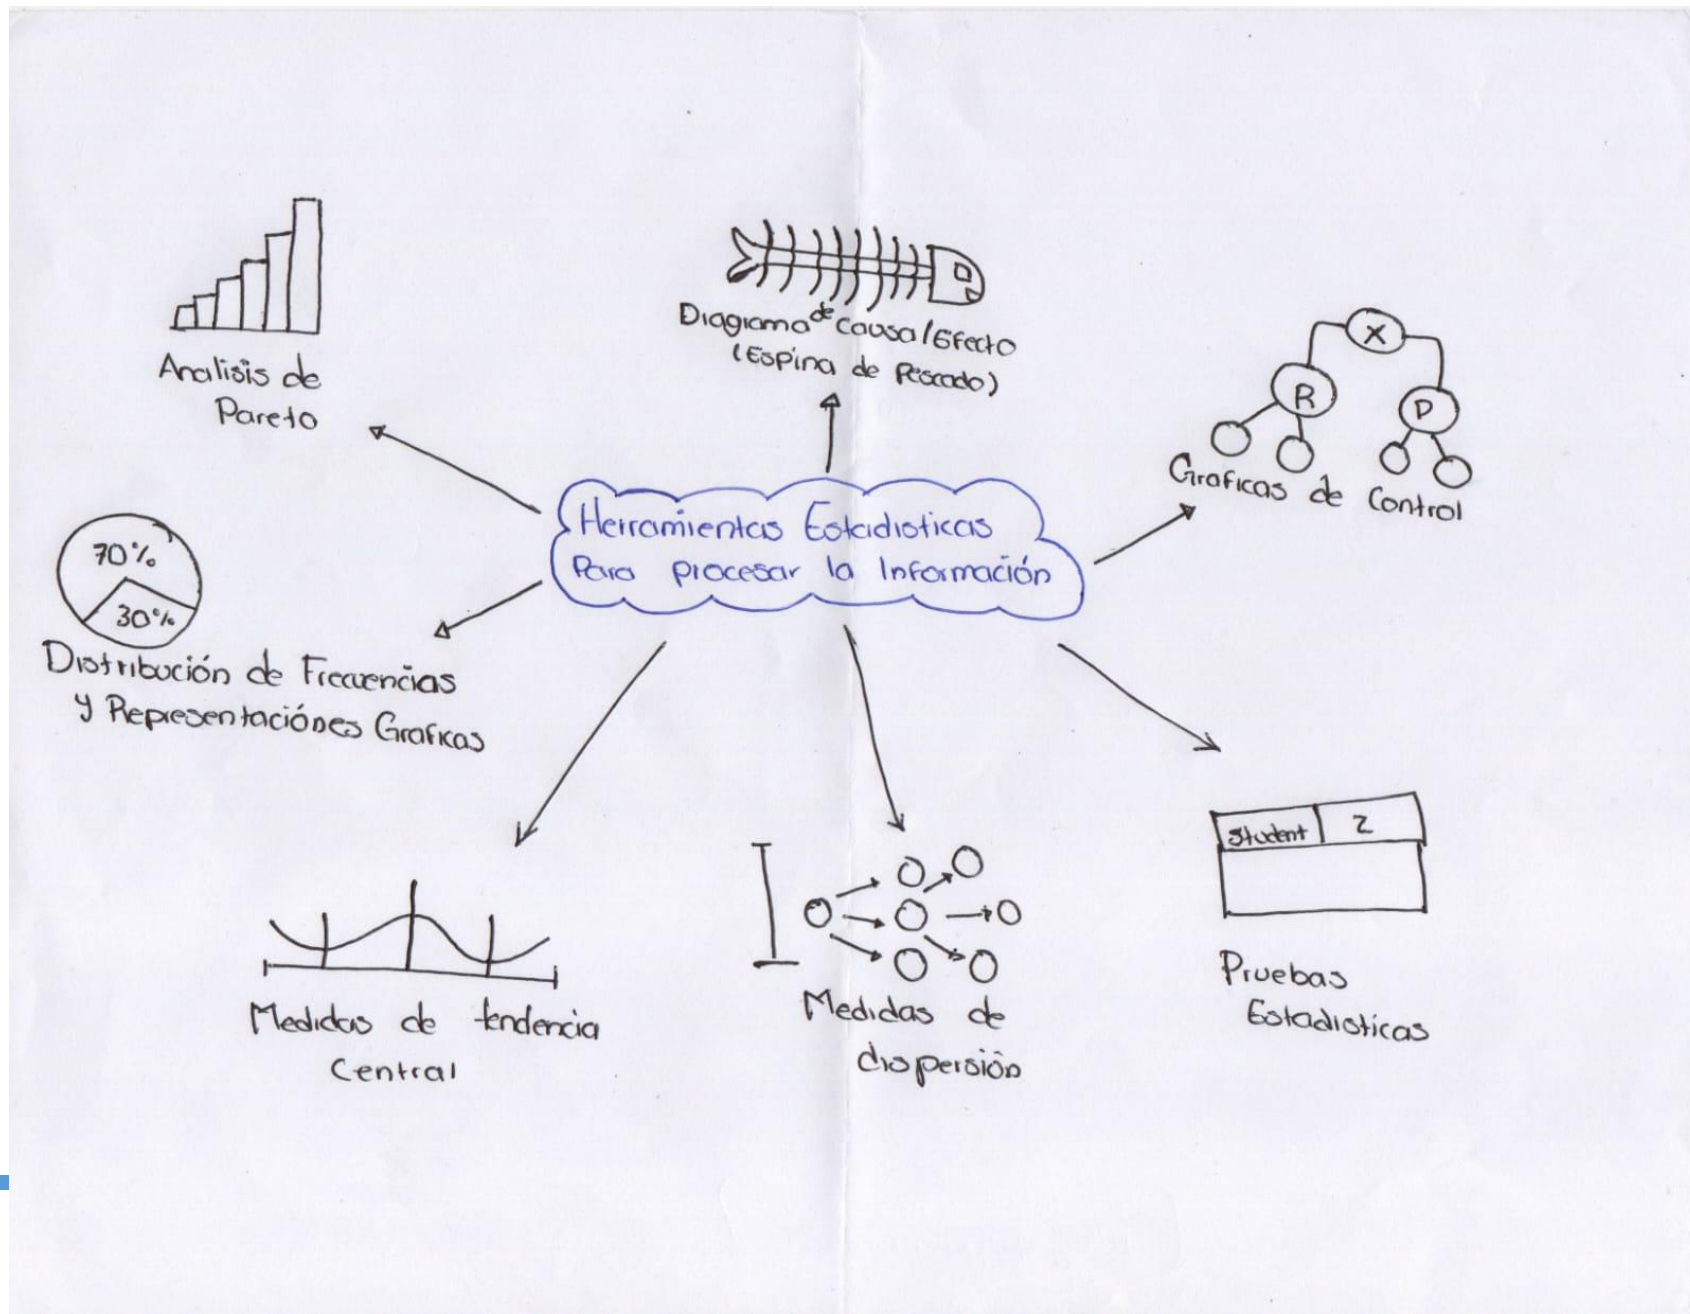 Diagrama de causa/Efecto
(Espina de Pescado)
X
R
P
Graficas de Control
Analisis de
Pareto
Herramientas Estadisticas
Para procesar la Información
70%
30%
Distribución de Frecuencias
y Representaciónes Graficas
Student
Z
Medidas de tendencia
Central
Medidas de
dispersión
Pruebas
Estadisticas